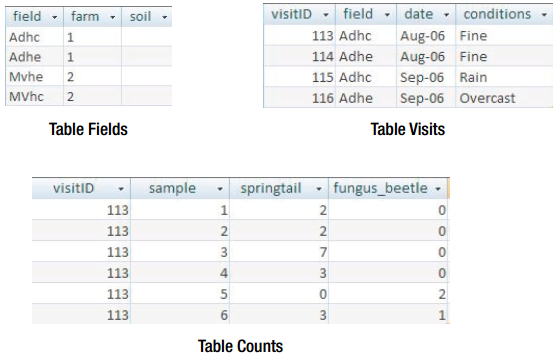 field farm soil
Adhc 1
Adhe 1
Mvhe 2
MVhc 2
Table Fields
visitID field date conditions
113 Adhc Aug-06 Fine
114 Adhe Aug-06 Fine
115 Adhc Sep-06 Rain
116 Adhe Sep-06 Overcast
Table Visits
visitID sample springtail fungus_beetle
113 1 2 0
113 2 2 0
113 3 7 0
113 4 3 0
113 5 0 2
113 6 3 1
Table Counts